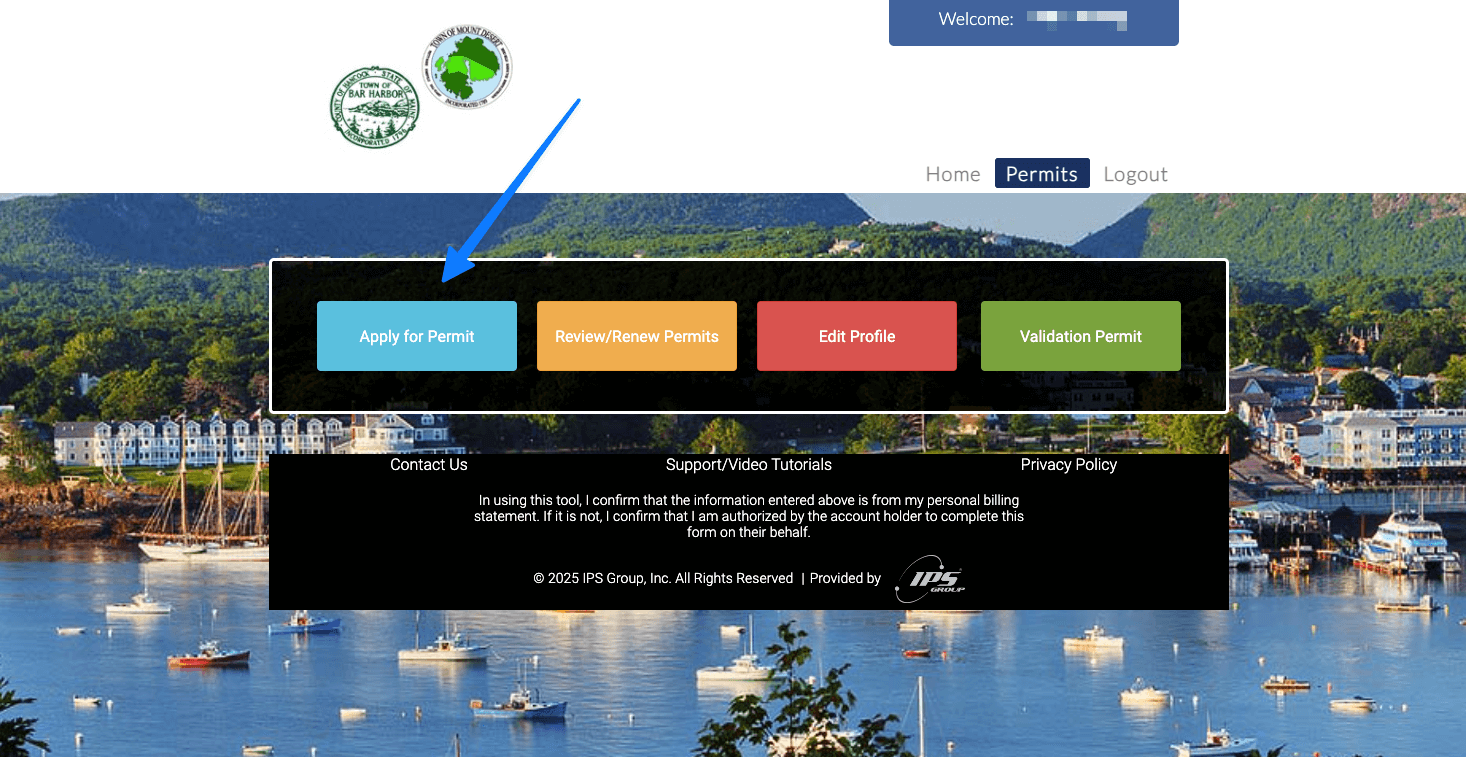 Welcome:
TOWN OF MOUNT DESERT
INCORPORATED 1789
COUNTY OF HANCOCK, STATE OF MAINE
TOWN OF
BAR HARBOR
INCORPORATED 1796
Home
Permits
Logout
Apply for Permit
Review/Renew Permits
Edit Profile
Validation Permit
Contact Us
Support/Video Tutorials
Privacy Policy
In using this tool, I confirm that the information entered above is from my personal billing
statement. If it is not, I confirm that I am authorized by the account holder to complete this
form on their behalf.
© 2025 IPS Group, Inc. All Rights Reserved | Provided by
IPS
GROUP